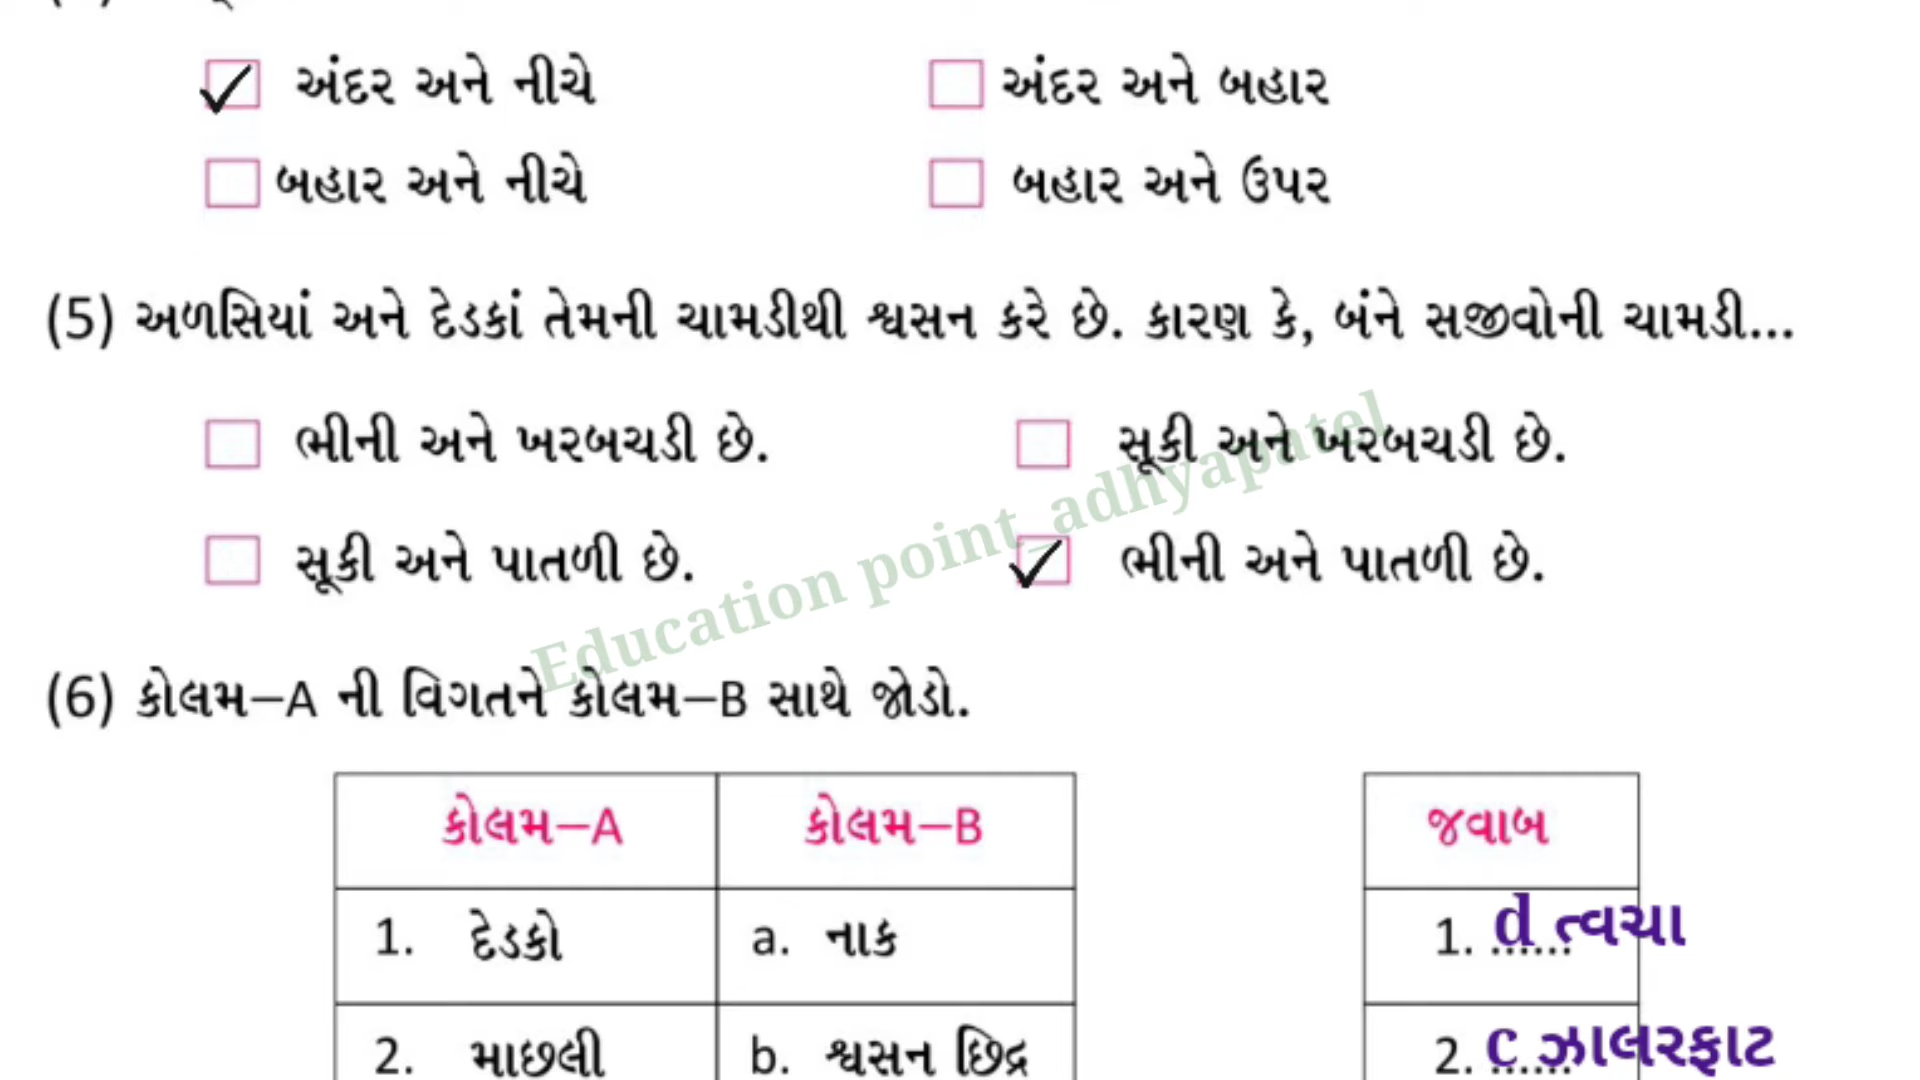 અંદર અને નીચે અંદર અને બહાર
બહાર અને નીચે બહાર અને ઉપર
(5) અળસિયાં અને દેડકાં તેમની ચામડીથી શ્વસન કરે છે. કારણ કે, બંને સજીવોની ચામડી...
ભીની અને ખરબચડી છે. સૂકી અને ખરબચડી છે.
સૂકી અને પાતળી છે. ભીની અને પાતળી છે.
Education point_adhyapatel
(6) કોલમ–A ની વિગતને કોલમ–B સાથે જોડો.
કોલમ–A કોલમ–B જવાબ
1. દેડકો a. નાક 1. ...... d ત્વચા
2. માછલી b. શ્વસન છિદ્ર 2. ...... C ઝાલરફાટ